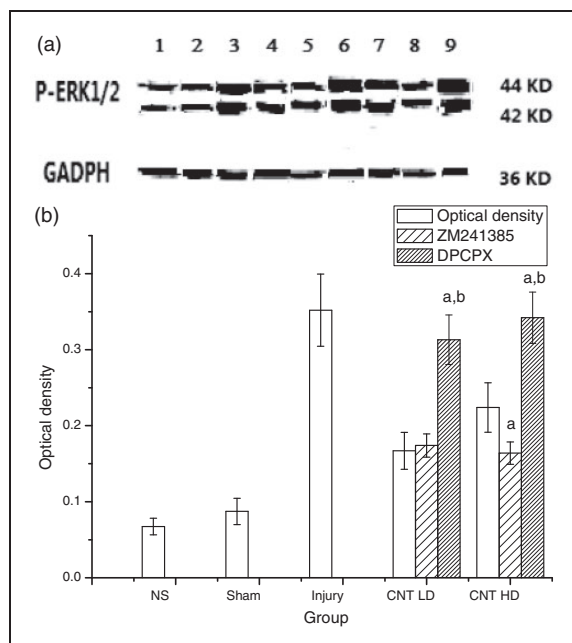 (a)
1 2 3 4 5 6 7 8 9
P-ERK1/2
44 KD
42 KD
GADPH
36 KD
(b)
Optical density
ZM241385
DPCPX
0.4
0.3
0.2
0.1
0.0
Optical density
a,b
a
a,b
NS Sham Injury CNT LD CNT HD
Group